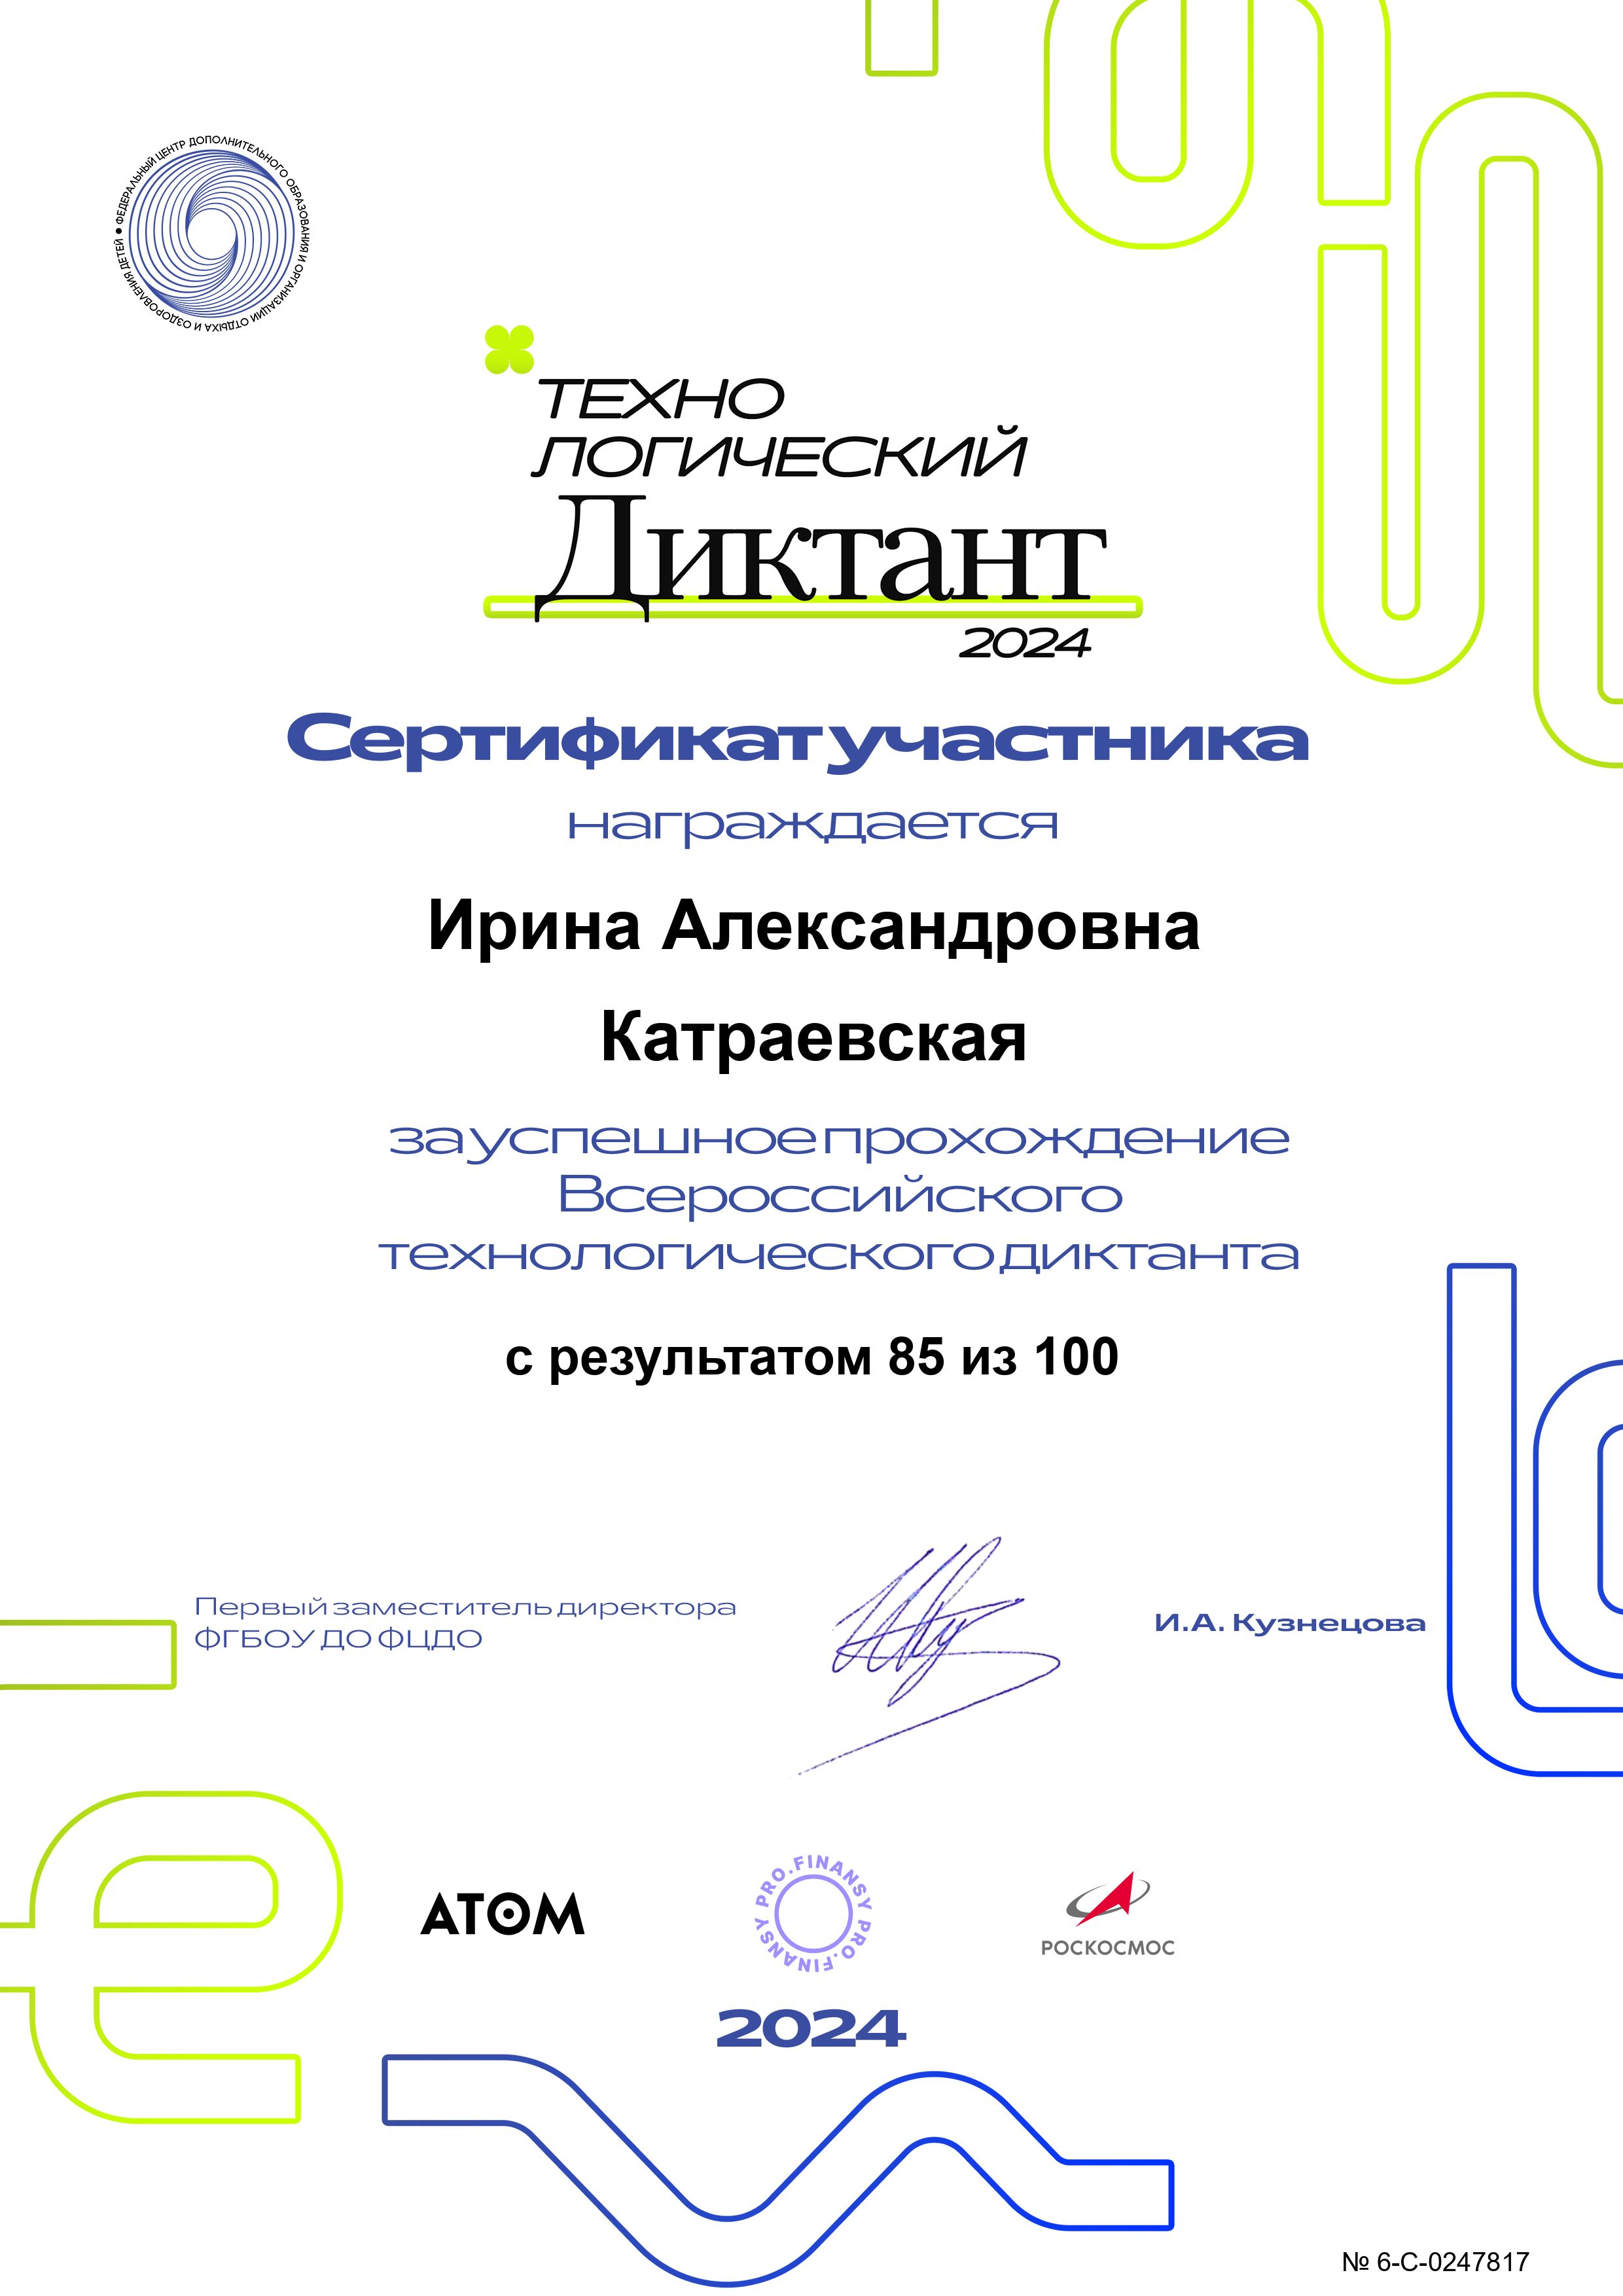 ФЕДЕРАЛЬНЫЙ ЦЕНТР ДОПОЛНИТЕЛЬНОГО ОБРАЗОВАНИЯ И ОРГАНИЗАЦИИ ОТДЫХА И ОЗДОРОВЛЕНИЯ ДЕТЕЙ
ТЕХНО
ЛОГИЧЕСКИЙ
Диктант
2024
Сертификат участника
награждается
Ирина Александровна
Катраевская
за успешное прохождение
Всероссийского
технологического диктанта
с результатом 85 из 100
Первый заместитель директора
ФГБОУ ДО ФЦДО
И.А. Кузнецова
АТОМ
PRO.FINANSY PRO.FINANSY
РОСКОСМОС
2024
№ 6-С-0247817